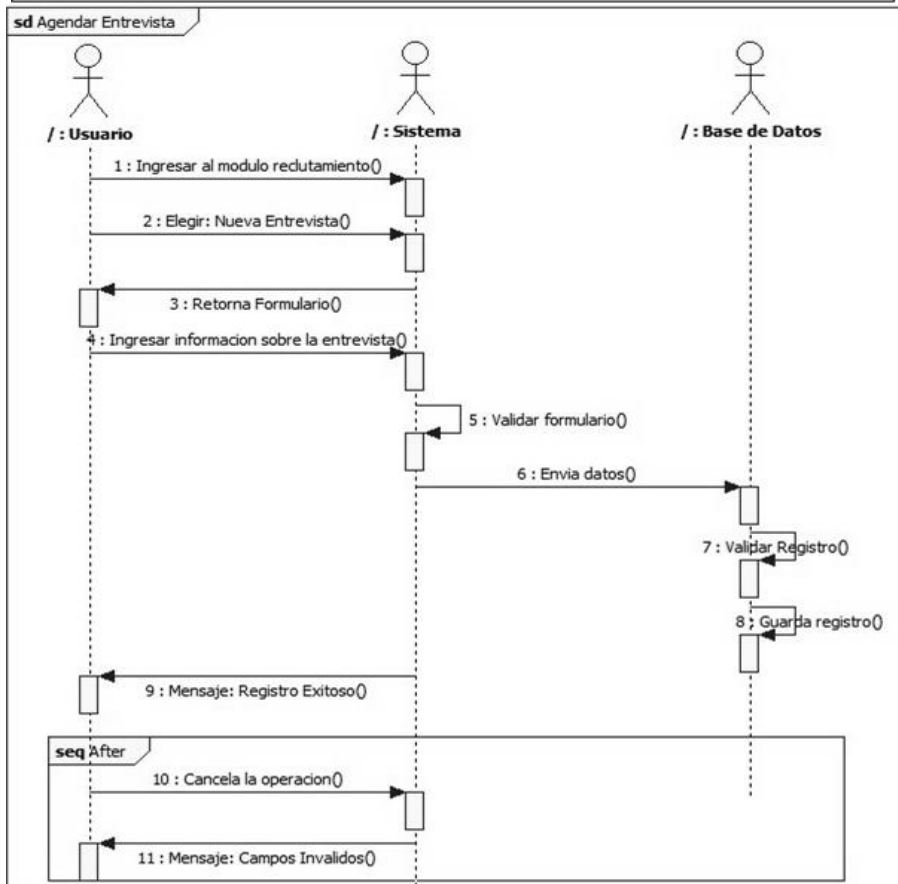 sd Agendar Entrevista
/ : Usuario
/ : Sistema
/ : Base de Datos
1 : Ingresar al modulo reclutamiento()
2 : Elegir: Nueva Entrevista()
3 : Retorna Formulario()
4 : Ingresar informacion sobre la entrevista()
5 : Validar formulario()
6 : Envia datos()
7 : Validar Registro()
8 : Guarda registro()
9 : Mensaje: Registro Exitoso()
seq After
10 : Cancela la operacion()
11 : Mensaje: Campos Invalidos()